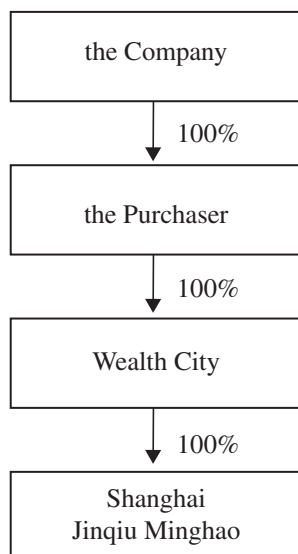 the Company
100%
the Purchaser
100%
Wealth City
100%
Shanghai
Jinqiu Minghao